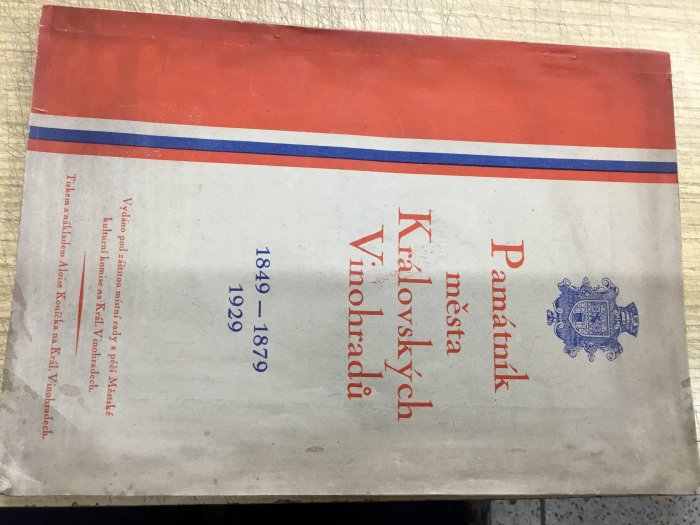 Památník
města
Královských
Vinohradů
1849 — 1879
1929
Vydáno pod záštitou místní rady a péčí Městské
kulturní komise na Král. Vinohradech.
Tiskem a nákladem Aloise Koníčka na Král. Vinohradech.